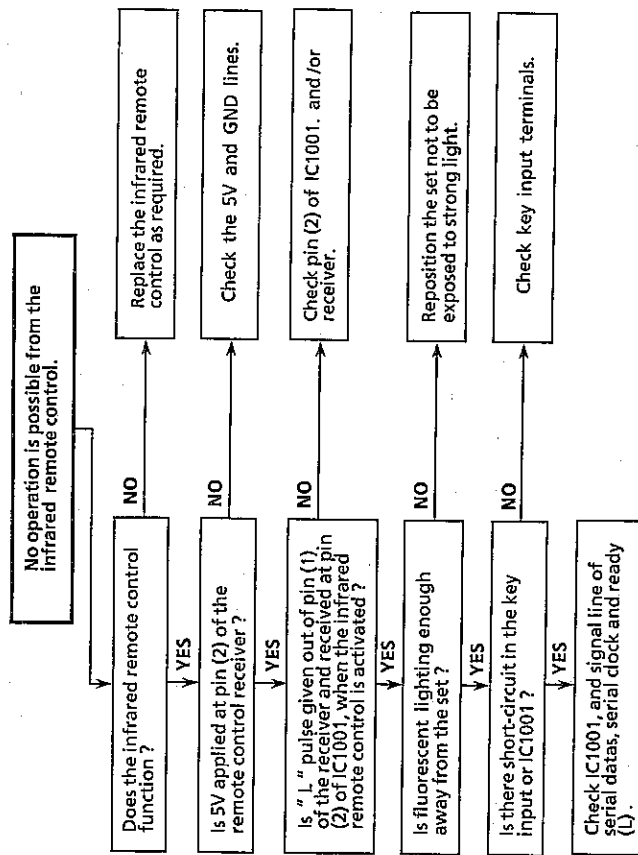 No operation is possible from the
infrared remote control.
Does the infrared remote control
function ?
NO
Replace the infrared remote
control as required.
YES
Is 5V applied at pin (2) of the
remote control receiver ?
NO
Check the 5V and GND lines.
YES
Is " L " pulse given out of pin (1)
of the receiver and received at pin
(2) of IC1001, when the infrared
remote control is activated ?
NO
Check pin (2) of IC1001. and /or
receiver.
YES
Is fluorescent lighting enough
away from the set ?
NO
Reposition the set not to be
exposed to strong light.
YES
Is there short-circuit in the key
input or IC1001 ?
NO
Check key input terminals.
YES
Check IC1001, and signal line of
serial datas, serial clock and ready
(L) .